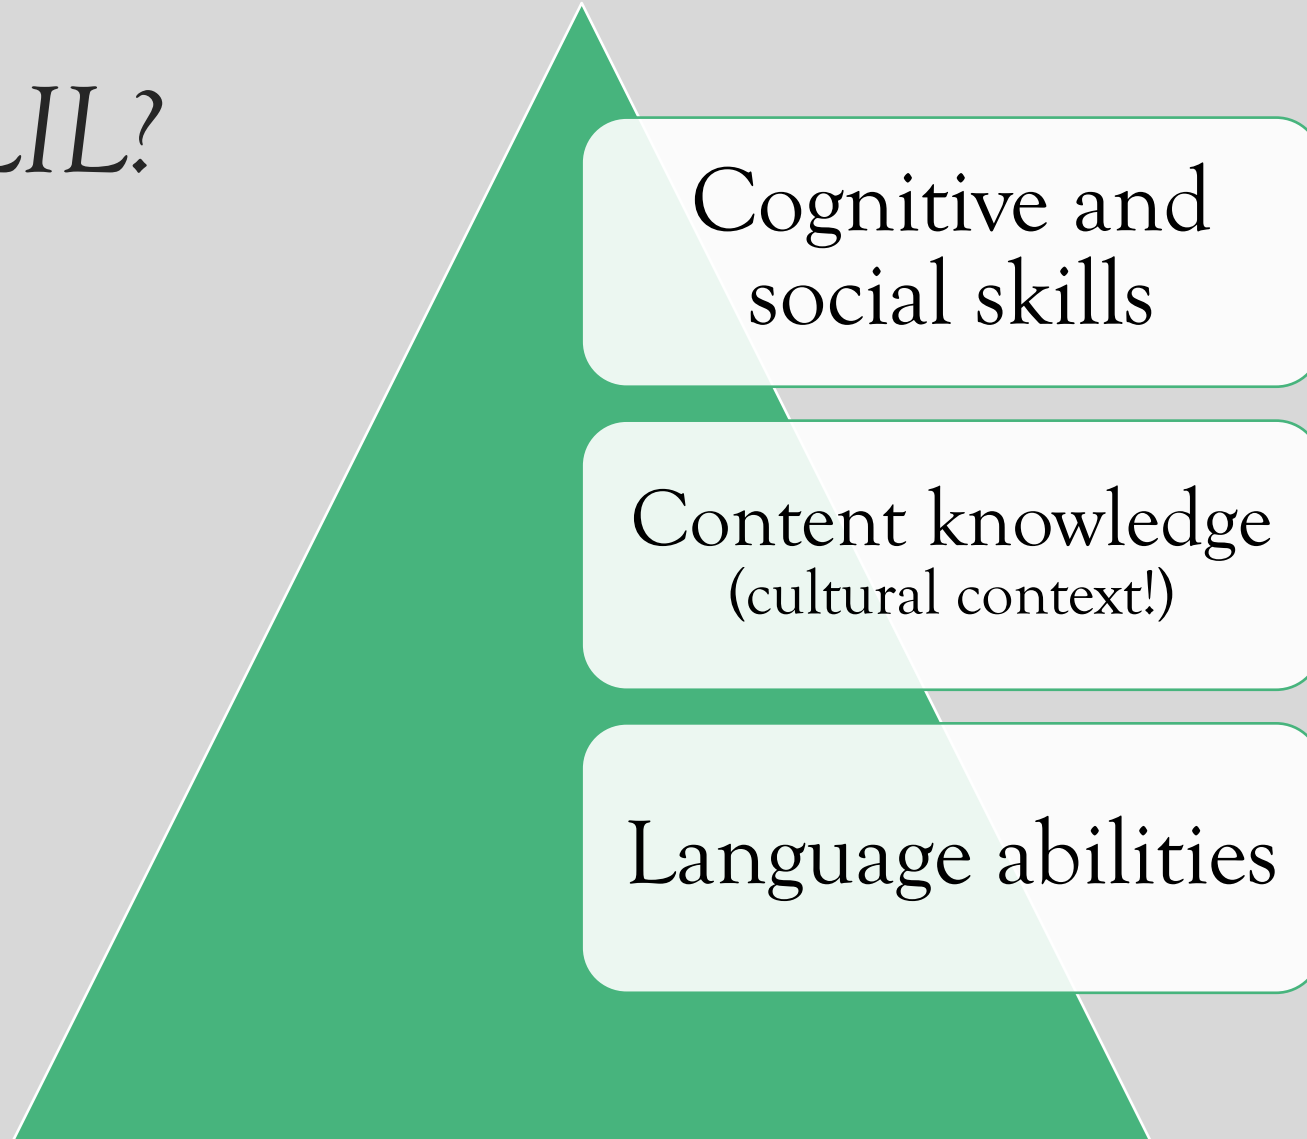 LIL?
Cognitive and
social skills
Content knowledge
(cultural context!)
Language abilities